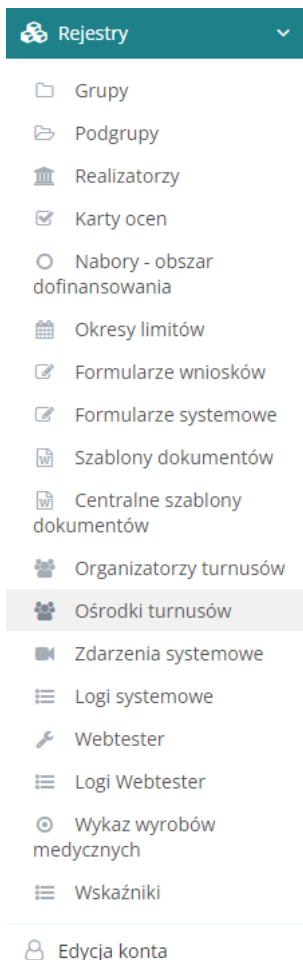 Rejestry
Grupy
Podgrupy
Realizatorzy
Karty ocen
Nabory - obszar
dofinansowania
Okresy limitów
Formularze wniosków
Formularze systemowe
Szablony dokumentów
Centralne szablony
dokumentów
Organizatorzy turnusów
Ośrodki turnusów
Zdarzenia systemowe
Logi systemowe
Webtester
Logi Webtester
Wykaz wyrobów
medycznych
Wskaźniki
Edycja konta